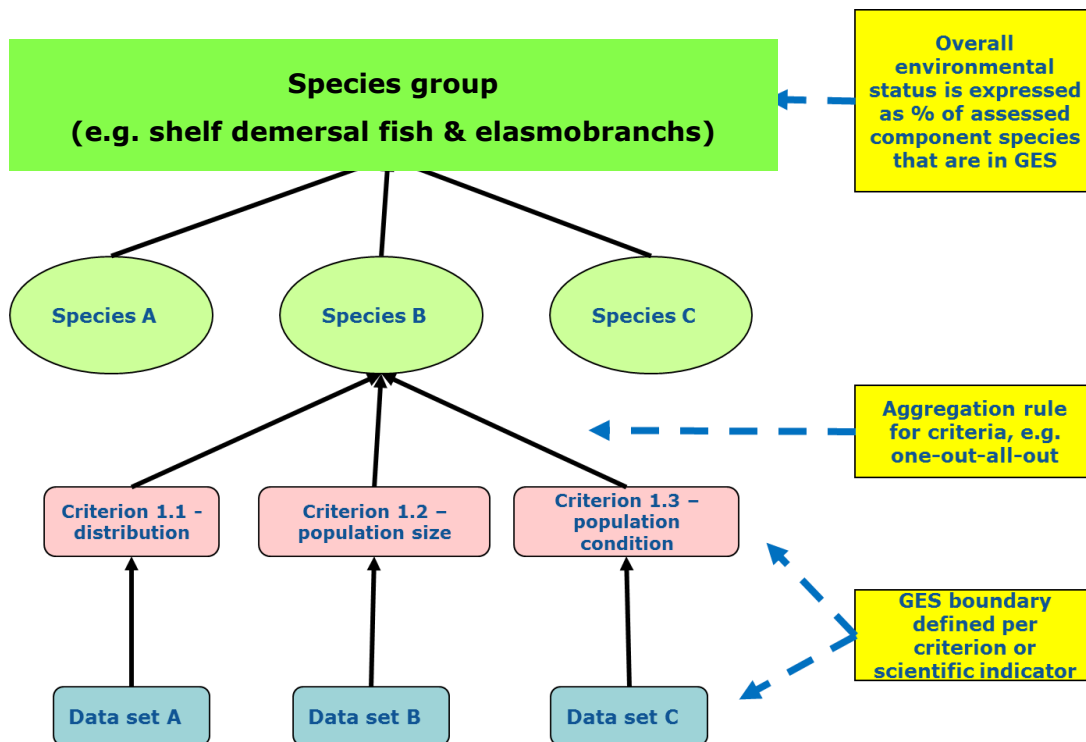 Species group
(e.g. shelf demersal fish & elasmobranchs)
Overall
environmental
status is expressed
as % of assessed
component species
that are in GES
Species A
Species B
Species C
Aggregation rule
for criteria, e.g.
one-out-all-out
Criterion 1.1 -
distribution
Criterion 1.2 –
population size
Criterion 1.3 –
population
condition
GES boundary
defined per
criterion or
scientific indicator
Data set A
Data set B
Data set C